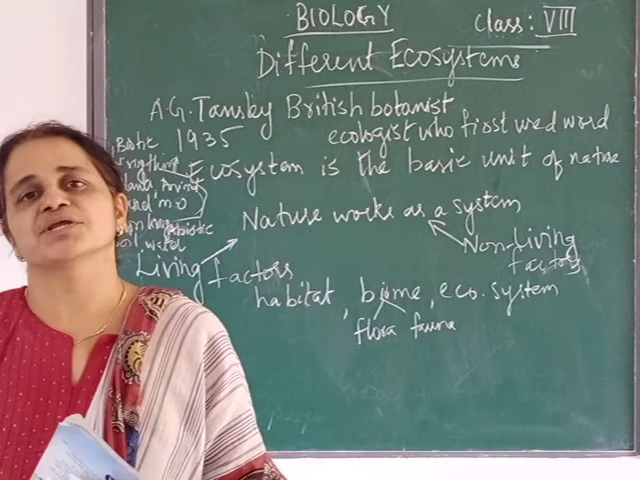 BIOLOGY
Class: VIII
Different Ecosystems
A.G. Tansley British botanist
1935 ecologist who first used word
Ecosystem is the basic unit of nature
Biotic
abiotic
water
Nature works as a system
Living factors
Non-Living
factors
habitat, biome, eco.system
flora fauna